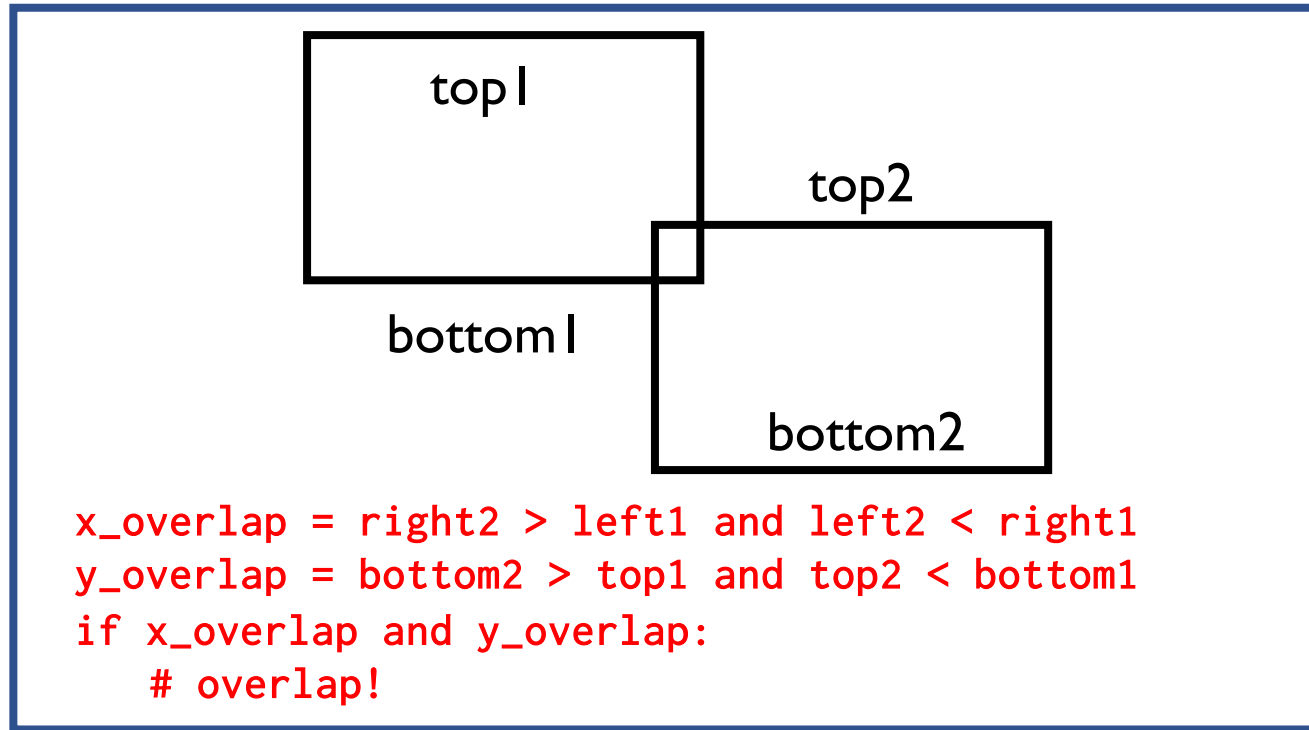 top1
top2
bottom1
bottom2
x_overlap = right2 > left1 and left2 < right1
y_overlap = bottom2 > top1 and top2 < bottom1
if x_overlap and y_overlap:
   # overlap!